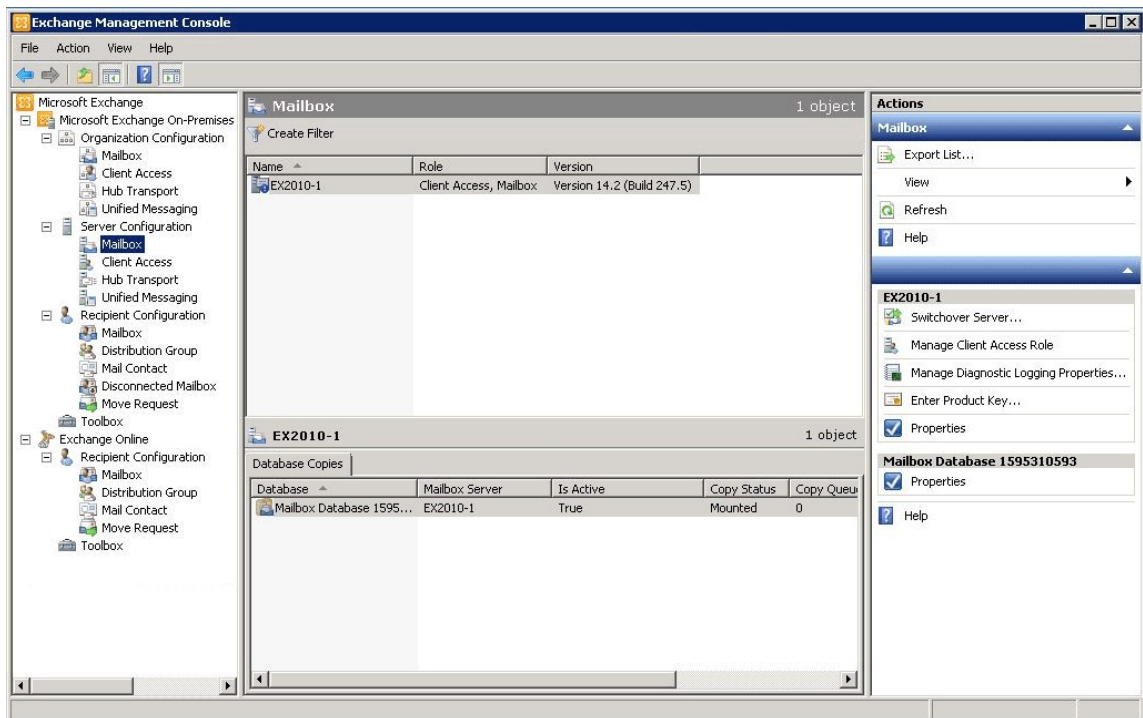 Exchange Management Console
File Action View Help
Microsoft Exchange
Microsoft Exchange On-Premises
Organization Configuration
Mailbox
Client Access
Hub Transport
Unified Messaging
Server Configuration
Mailbox
Client Access
Hub Transport
Unified Messaging
Recipient Configuration
Mailbox
Distribution Group
Mail Contact
Disconnected Mailbox
Move Request
Toolbox
Exchange Online
Recipient Configuration
Mailbox
Distribution Group
Mail Contact
Move Request
Toolbox
Mailbox 1 object
Create Filter
Name Role Version
EX2010-1 Client Access, Mailbox Version 14.2 (Build 247.5)
EX2010-1 1 object
Database Copies
Database Mailbox Server Is Active Copy Status Copy Queu
Mailbox Database 1595... EX2010-1 True Mounted 0
Actions
Mailbox
Export List...
View
Refresh
Help
EX2010-1
Switchover Server...
Manage Client Access Role
Manage Diagnostic Logging Properties...
Enter Product Key...
Properties
Mailbox Database 1595310593
Properties
Help